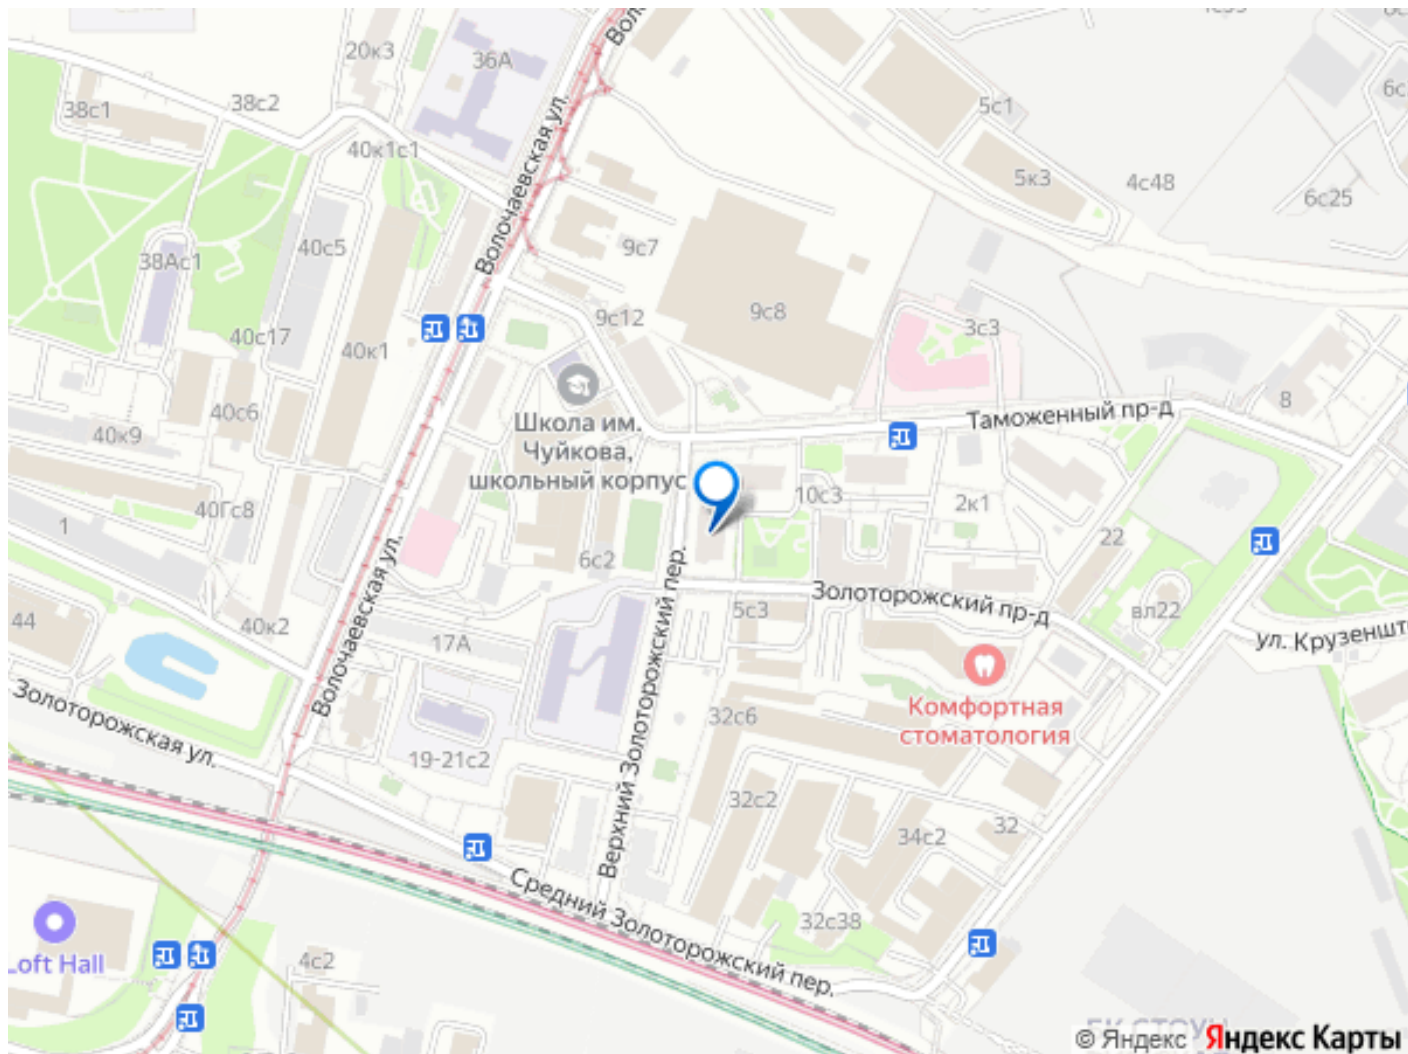 Вол
20к3
36А
5с1
6с
38с1
38с2
40к1с1
Волочаевская ул.
5к3
4с48
6с25
38Ас1
40с5
9с7
40с17
40к1
9с12
9с8
3с3
40с6
40к9
Школа им.
Чуйкова,
школьный корпус
Таможенный пр-д
8
40Гс8
1
10с3
2к1
22
6с2
Волочаевская ул.
Верхний Золоторожский пер.
Золоторожский пр-д
5с3
вл22
44
40к2
17А
ул. Крузеншт
Золоторожская ул.
Комфортная
стоматология
32с6
19-21с2
32с2
34с2
32
Средний Золоторожский пер.
32с38
Loft Hall
4с2
© Яндекс Яндекс Карты